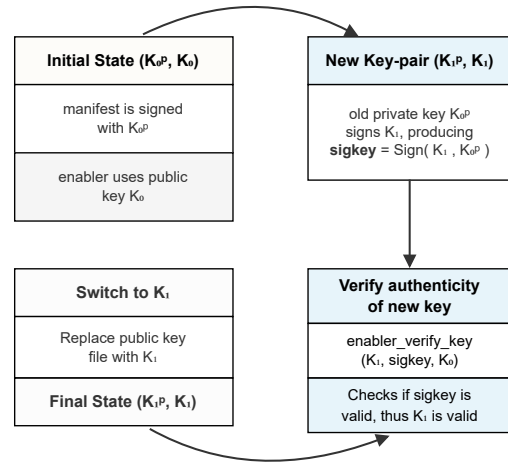 Initial State (K₀ᵖ, K₀)
manifest is signed
with K₀ᵖ
enabler uses public
key K₀
New Key-pair (K₁ᵖ, K₁)
old private key K₀ᵖ
signs K₁, producing
sigkey = Sign( K₁ , K₀ᵖ )
Verify authenticity
of new key
enabler_verify_key
(K₁, sigkey, K₀)
Checks if sigkey is
valid, thus K₁ is valid
Switch to K₁
Replace public key
file with K₁
Final State (K₁ᵖ, K₁)